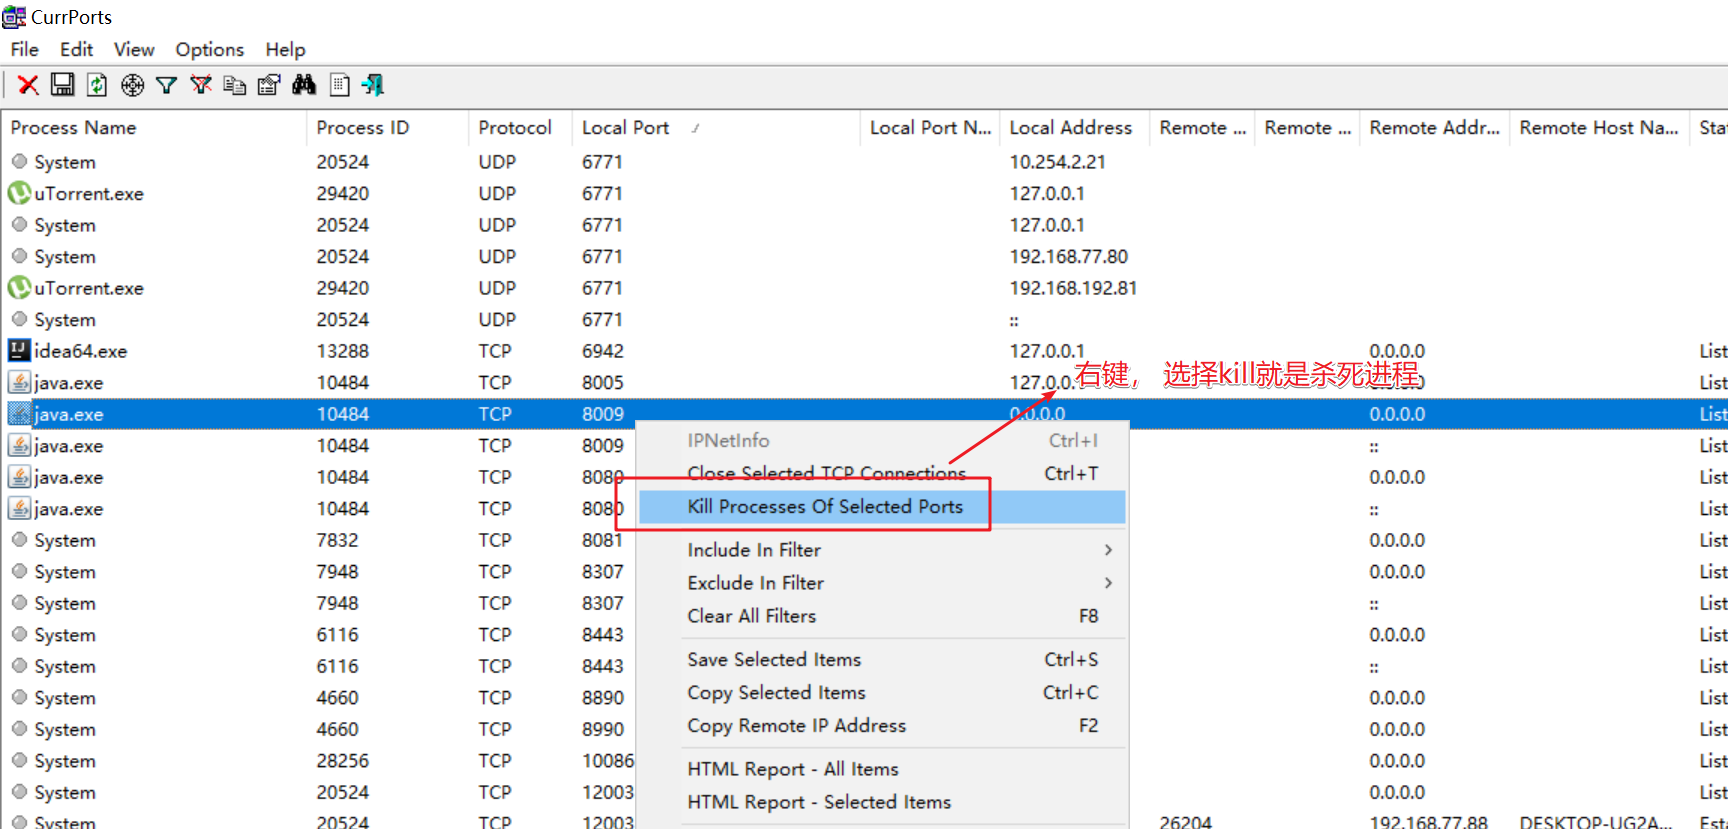 CurrPorts
File Edit View Options Help
Process Name Process ID Protocol Local Port Local Port N... Local Address Remote ... Remote ... Remote Addr... Remote Host Na... Sta
System 20524 UDP 6771 10.254.2.21
uTorrent.exe 29420 UDP 6771 127.0.0.1
System 20524 UDP 6771 127.0.0.1
System 20524 UDP 6771 192.168.77.80
uTorrent.exe 29420 UDP 6771 192.168.192.81
System 20524 UDP 6771 ::
idea64.exe 13288 TCP 6942 127.0.0.1 0.0.0.0 List
右键， 选择kill就是杀死进程
java.exe 10484 TCP 8005 127.0.0.1 0.0.0.0 List
java.exe 10484 TCP 8009 0.0.0.0 0.0.0.0 List
java.exe 10484 TCP 8009 :: List
java.exe 10484 TCP 8080 0.0.0.0 List
java.exe 10484 TCP 8080 :: List
System 7832 TCP 8081 0.0.0.0 List
System 7948 TCP 8307 0.0.0.0 List
System 7948 TCP 8307 :: List
System 6116 TCP 8443 0.0.0.0 List
System 6116 TCP 8443 :: List
System 4660 TCP 8890 0.0.0.0 List
System 4660 TCP 8990 0.0.0.0 List
System 28256 TCP 10086 0.0.0.0 List
System 20524 TCP 12003 0.0.0.0 List
System 20524 TCP 12003 26204 192.168.77.88 DESKTOP-UG2A... Esta
IPNetInfo Ctrl+I
Close Selected TCP Connections Ctrl+T
Kill Processes Of Selected Ports
Include In Filter
Exclude In Filter
Clear All Filters F8
Save Selected Items Ctrl+S
Copy Selected Items Ctrl+C
Copy Remote IP Address F2
HTML Report - All Items
HTML Report - Selected Items